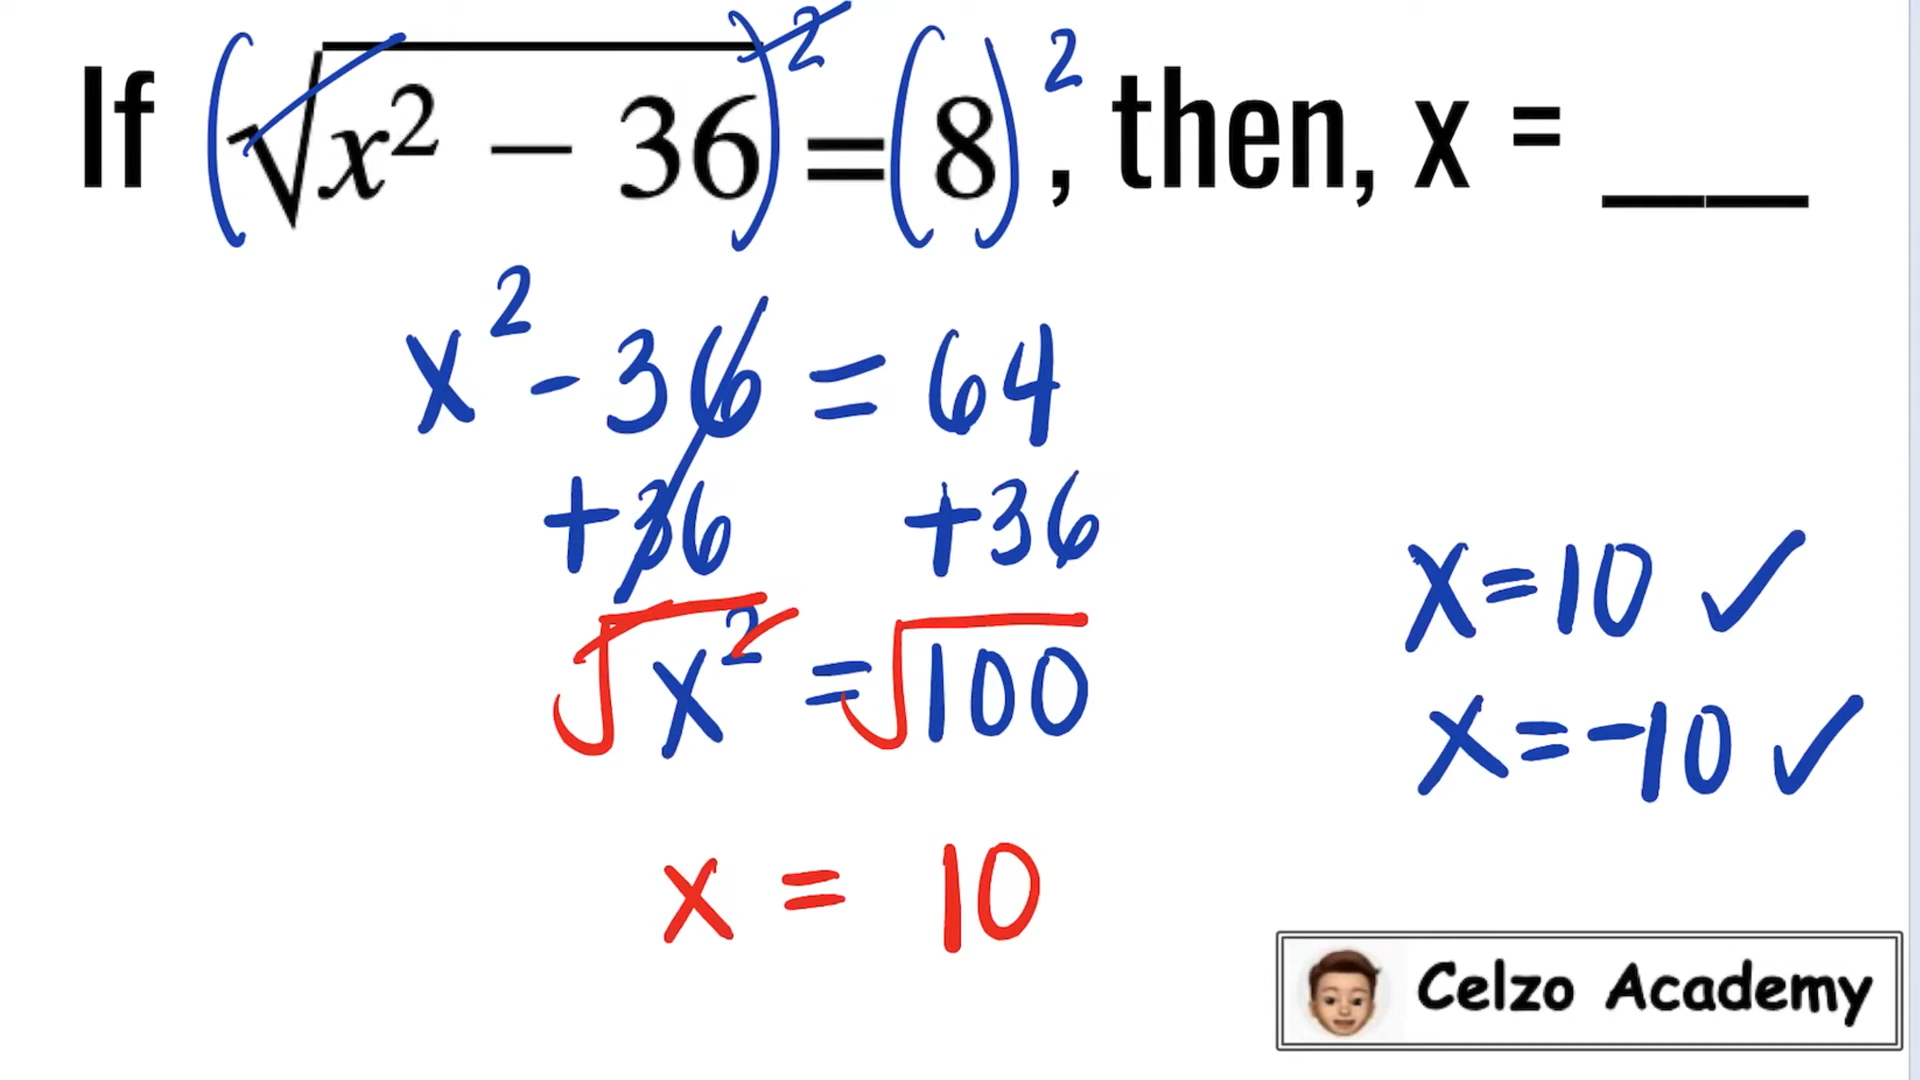 If (√(x² − 36))² = (8)², then, x = ___
x² - 36 = 64
+36 +36
√x² = √100
x = 10
x = 10 ✓
x = -10 ✓
Celzo Academy